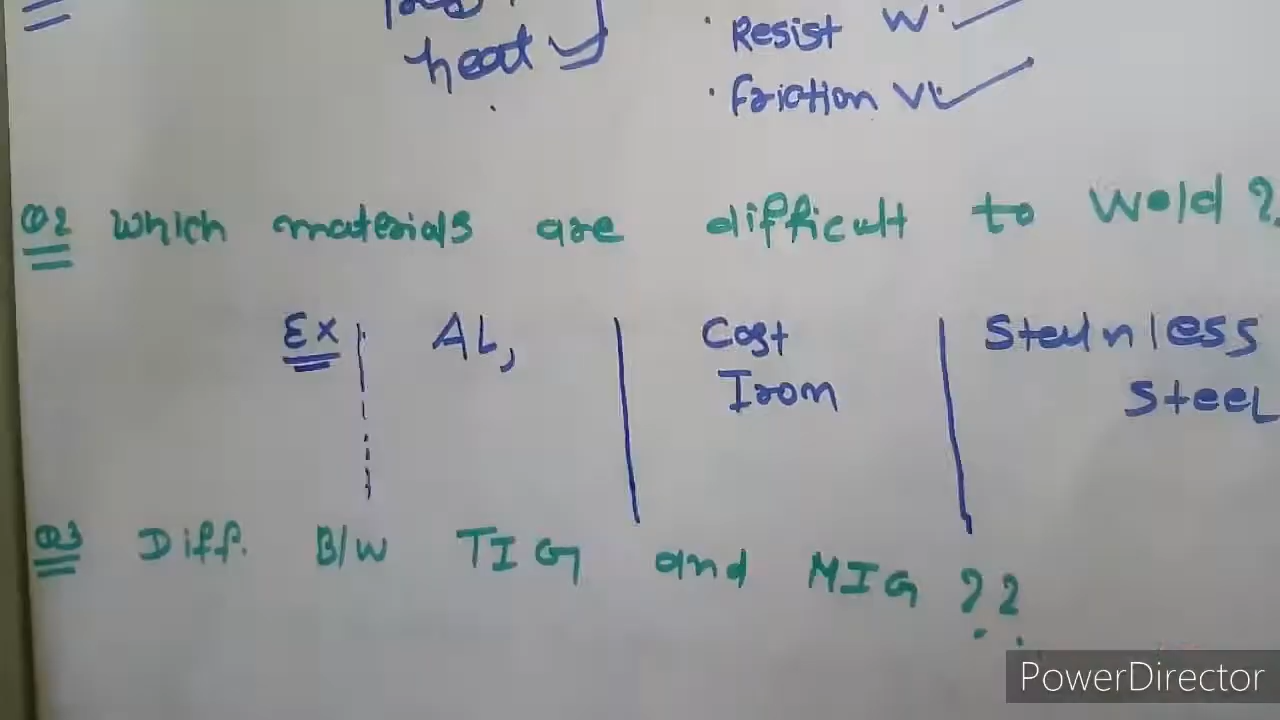 heat
· Resist W.
· Friction W.
Q2 Which materials are difficult to Weld ?
Ex AL, Cast Stainless
Iron Steel
Q3 Diff. B/W TIG and MIG ??
PowerDirector